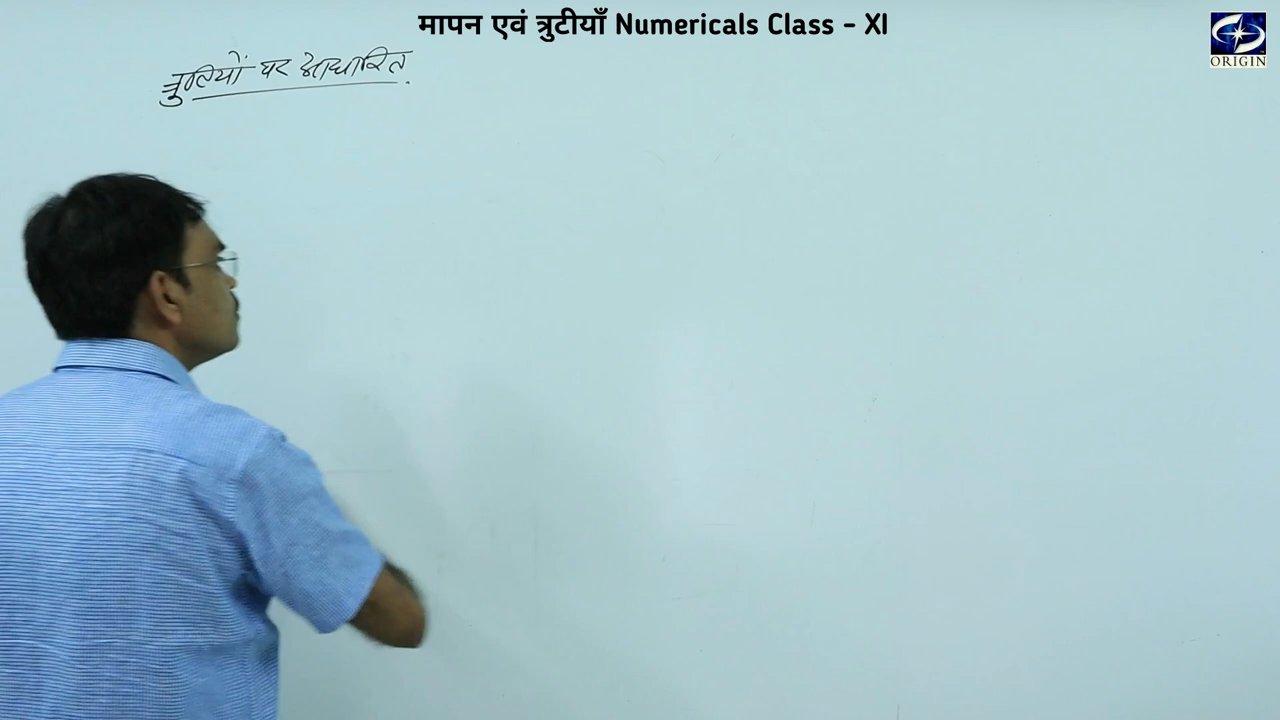 मापन एवं त्रुटीयाँ Numericals Class - XI
त्रुटियों पर आधारित
ORIGIN